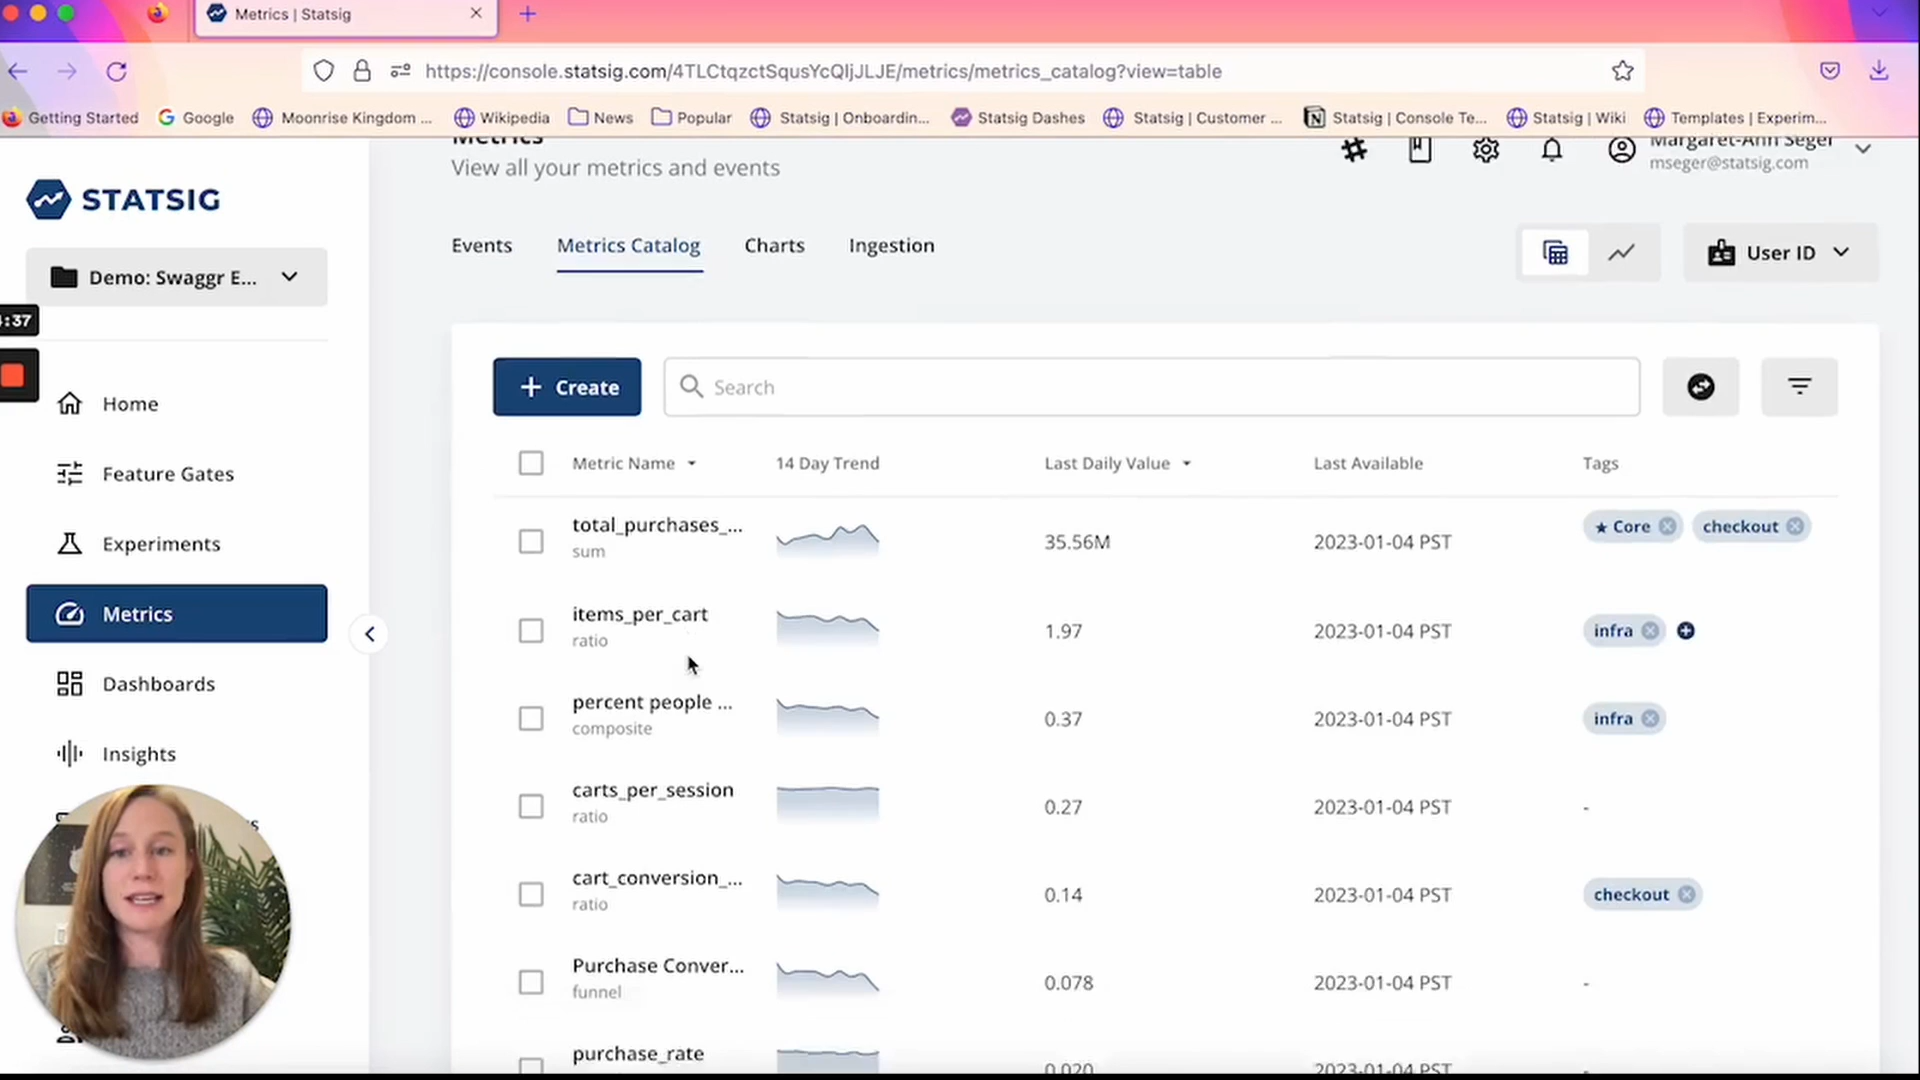 Metrics | Statsig
https://console.statsig.com/4TLCtqzctSqusYcQIjJLJE/metrics/metrics_catalog?view=table
Getting Started
Google
Moonrise Kingdom ...
Wikipedia
News
Popular
Statsig | Onboardin...
Statsig Dashes
Statsig | Customer ...
Statsig | Console Te...
Statsig | Wiki
Templates | Experim...
STATSIG
Demo: Swaggr E...
:37
Home
Feature Gates
Experiments
Metrics
Dashboards
Insights
Metrics
View all your metrics and events
Margaret-Ann Seger
mseger@statsig.com
Events
Metrics Catalog
Charts
Ingestion
User ID
+ Create
Search
Metric Name
14 Day Trend
Last Daily Value
Last Available
Tags
total_purchases_...
sum
35.56M
2023-01-04 PST
★ Core
checkout
items_per_cart
ratio
1.97
2023-01-04 PST
infra
percent people ...
composite
0.37
2023-01-04 PST
infra
carts_per_session
ratio
0.27
2023-01-04 PST
-
cart_conversion_...
ratio
0.14
2023-01-04 PST
checkout
Purchase Conver...
funnel
0.078
2023-01-04 PST
-
purchase_rate
0.020
2023-01-04 PST
-